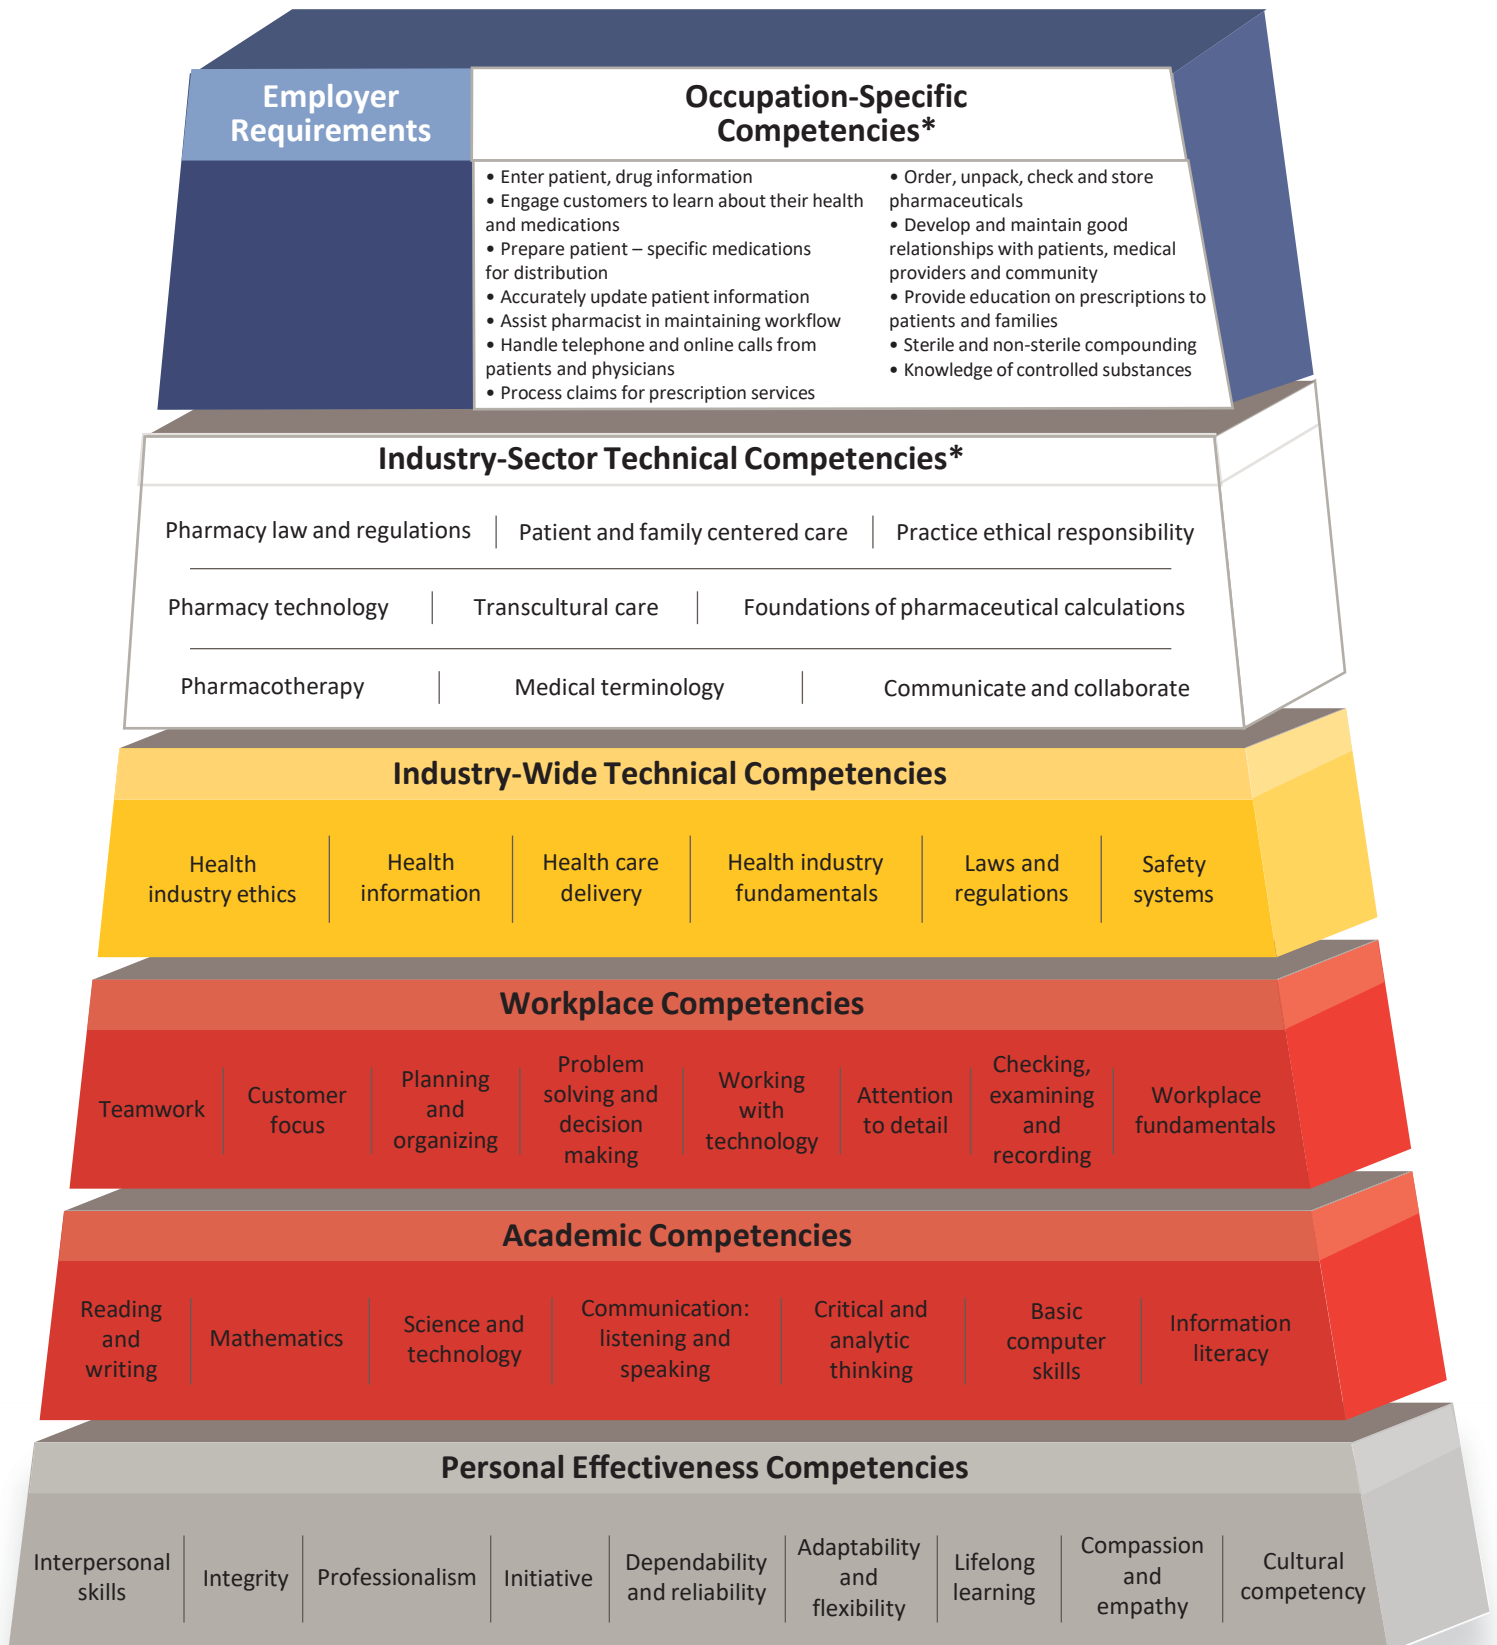 Employer
Requirements
Occupation-Specific
Competencies*
• Enter patient, drug information
• Engage customers to learn about their health
and medications
• Prepare patient – specific medications
for distribution
• Accurately update patient information
• Assist pharmacist in maintaining workflow
• Handle telephone and online calls from
patients and physicians
• Process claims for prescription services
• Order, unpack, check and store
pharmaceuticals
• Develop and maintain good
relationships with patients, medical
providers and community
• Provide education on prescriptions to
patients and families
• Sterile and non-sterile compounding
• Knowledge of controlled substances
Industry-Sector Technical Competencies*
Pharmacy law and regulations
Patient and family centered care
Practice ethical responsibility
Pharmacy technology
Transcultural care
Foundations of pharmaceutical calculations
Pharmacotherapy
Medical terminology
Communicate and collaborate
Industry-Wide Technical Competencies
Health
industry ethics
Health
information
Health care
delivery
Health industry
fundamentals
Laws and
regulations
Safety
systems
Workplace Competencies
Teamwork
Customer
focus
Planning
and
organizing
Problem
solving and
decision
making
Working
with
technology
Attention
to detail
Checking,
examining
and
recording
Workplace
fundamentals
Academic Competencies
Reading
and
writing
Mathematics
Science and
technology
Communication:
listening and
speaking
Critical and
analytic
thinking
Basic
computer
skills
Information
literacy
Personal Effectiveness Competencies
Interpersonal
skills
Integrity
Professionalism
Initiative
Dependability
and reliability
Adaptability
and
flexibility
Lifelong
learning
Compassion
and
empathy
Cultural
competency